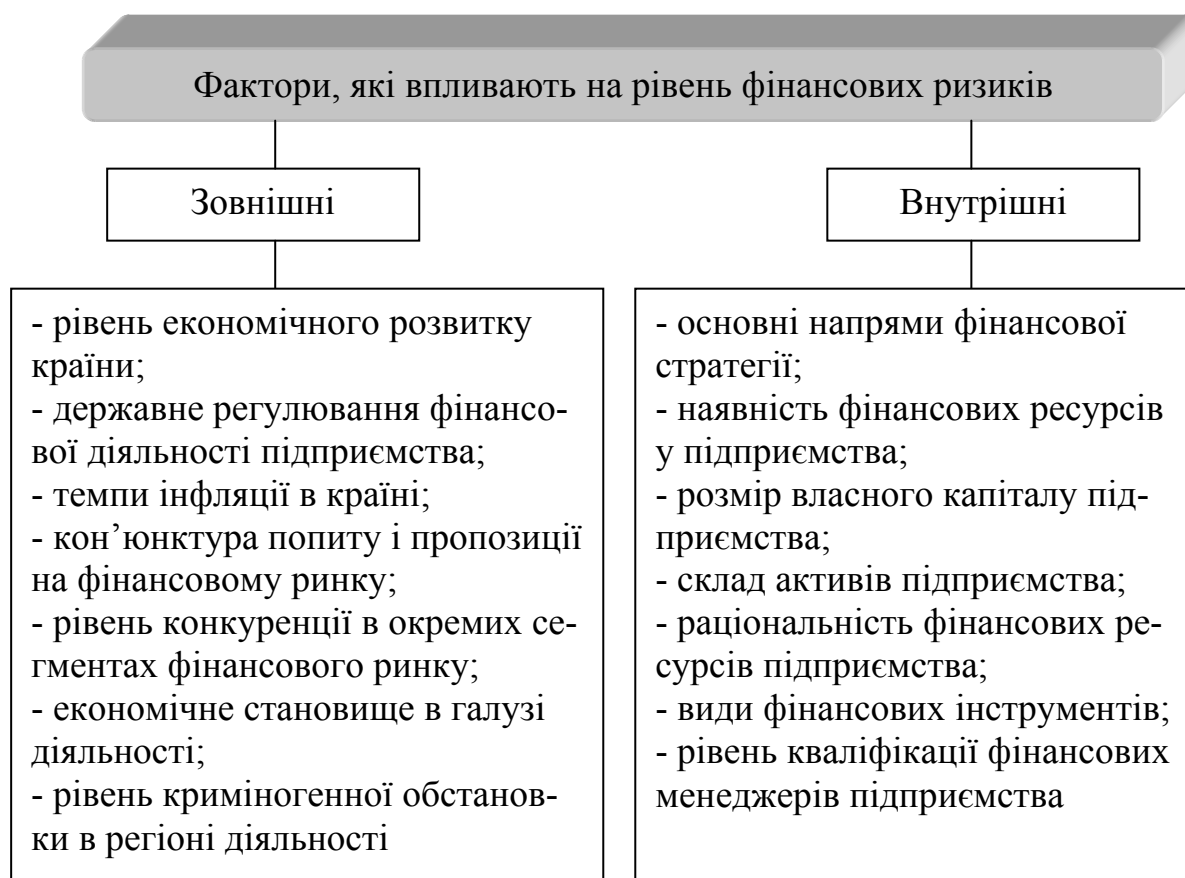 Фактори, які впливають на рівень фінансових ризиків
Зовнішні
- рівень економічного розвитку
країни;
- державне регулювання фінансо-
вої діяльності підприємства;
- темпи інфляції в країні;
- кон’юнктура попиту і пропозиції
на фінансовому ринку;
- рівень конкуренції в окремих се-
гментах фінансового ринку;
- економічне становище в галузі
діяльності;
- рівень криміногенної обстанов-
ки в регіоні діяльності
Внутрішні
- основні напрями фінансової
стратегії;
- наявність фінансових ресурсів
у підприємства;
- розмір власного капіталу під-
приємства;
- склад активів підприємства;
- раціональність фінансових ре-
сурсів підприємства;
- види фінансових інструментів;
- рівень кваліфікації фінансових
менеджерів підприємства